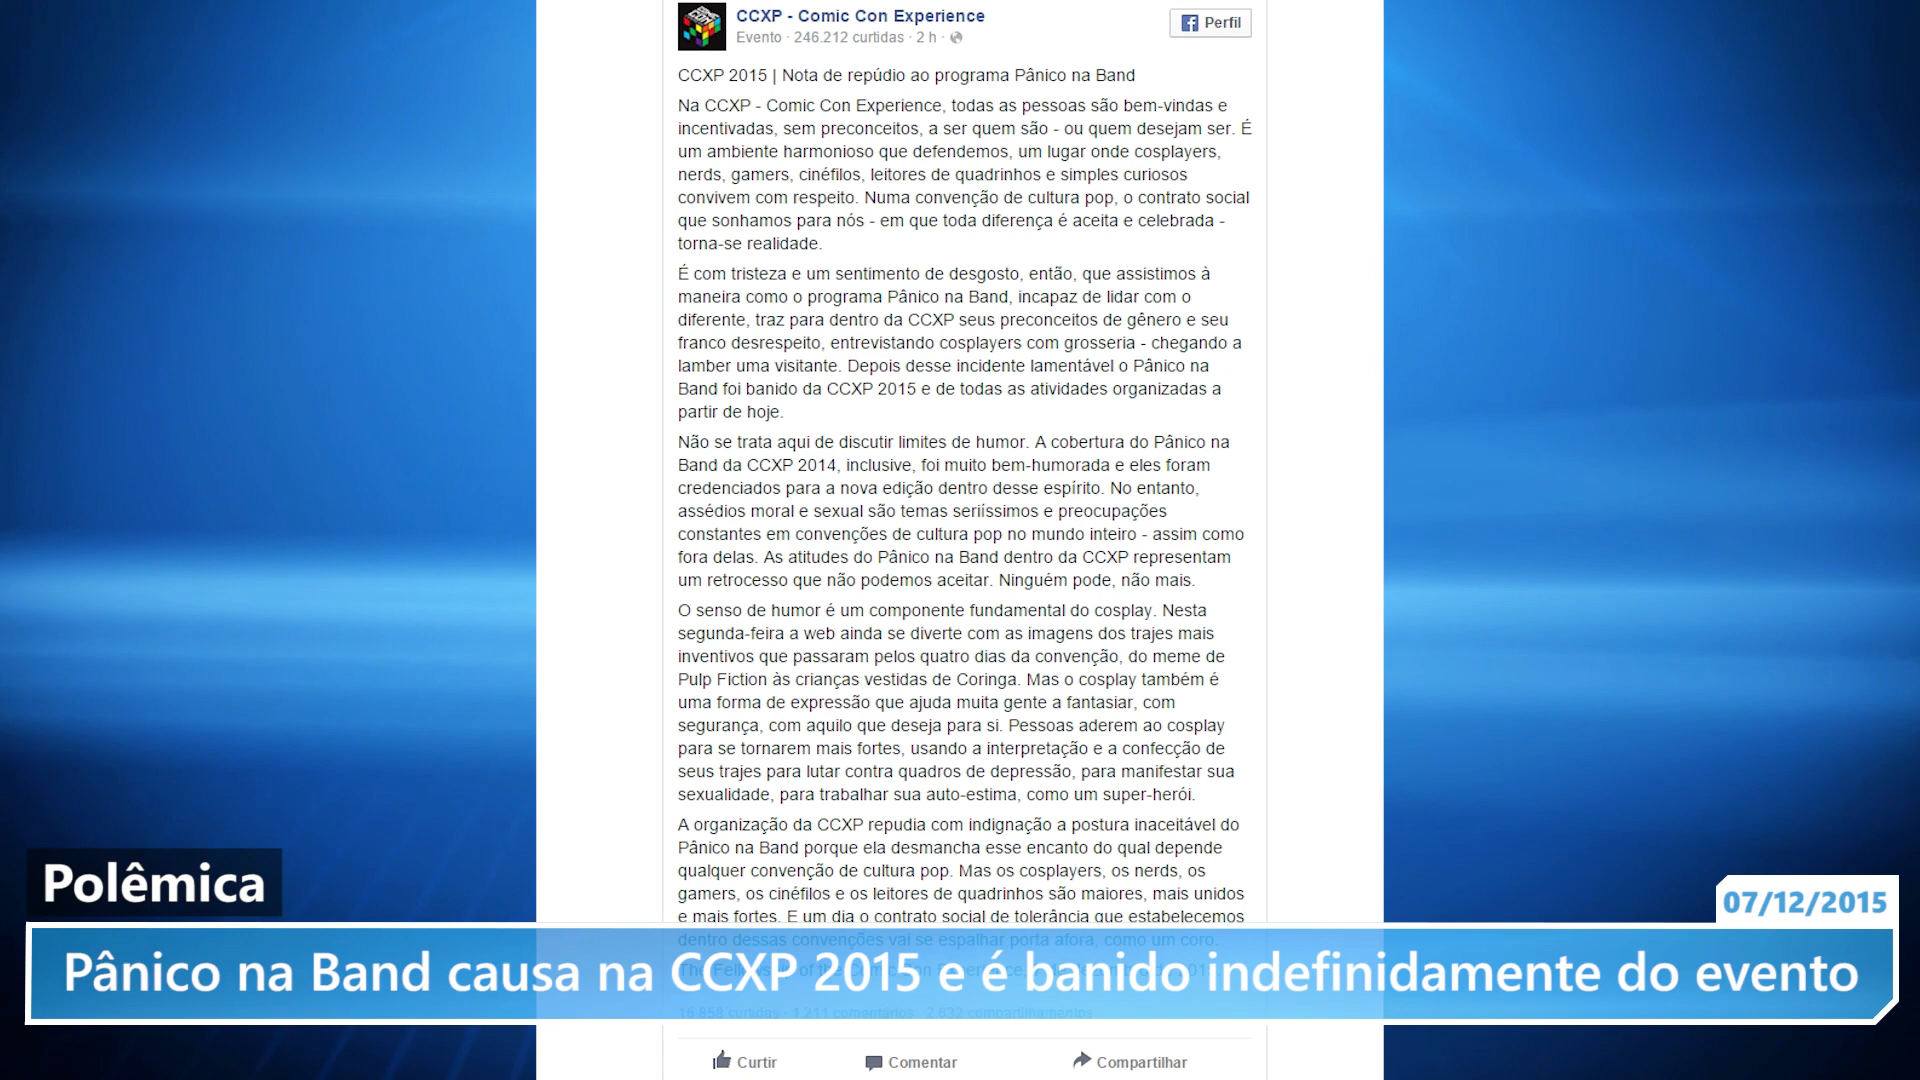 CCXP - Comic Con Experience
Evento · 246.212 curtidas · 2 h ·
Perfil
CCXP 2015 | Nota de repúdio ao programa Pânico na Band
Na CCXP - Comic Con Experience, todas as pessoas são bem-vindas e
incentivadas, sem preconceitos, a ser quem são - ou quem desejam ser. É
um ambiente harmonioso que defendemos, um lugar onde cosplayers,
nerds, gamers, cinéfilos, leitores de quadrinhos e simples curiosos
convivem com respeito. Numa convenção de cultura pop, o contrato social
que sonhamos para nós - em que toda diferença é aceita e celebrada -
torna-se realidade.
É com tristeza e um sentimento de desgosto, então, que assistimos à
maneira como o programa Pânico na Band, incapaz de lidar com o
diferente, traz para dentro da CCXP seus preconceitos de gênero e seu
franco desrespeito, entrevistando cosplayers com grosseria - chegando a
lamber uma visitante. Depois desse incidente lamentável o Pânico na
Band foi banido da CCXP 2015 e de todas as atividades organizadas a
partir de hoje.
Não se trata aqui de discutir limites de humor. A cobertura do Pânico na
Band da CCXP 2014, inclusive, foi muito bem-humorada e eles foram
credenciados para a nova edição dentro desse espírito. No entanto,
assédios moral e sexual são temas seriíssimos e preocupações
constantes em convenções de cultura pop no mundo inteiro - assim como
fora delas. As atitudes do Pânico na Band dentro da CCXP representam
um retrocesso que não podemos aceitar. Ninguém pode, não mais.
O senso de humor é um componente fundamental do cosplay. Nesta
segunda-feira a web ainda se diverte com as imagens dos trajes mais
inventivos que passaram pelos quatro dias da convenção, do meme de
Pulp Fiction às crianças vestidas de Coringa. Mas o cosplay também é
uma forma de expressão que ajuda muita gente a fantasiar, com
segurança, com aquilo que deseja para si. Pessoas aderem ao cosplay
para se tornarem mais fortes, usando a interpretação e a confecção de
seus trajes para lutar contra quadros de depressão, para manifestar sua
sexualidade, para trabalhar sua auto-estima, como um super-herói.
A organização da CCXP repudia com indignação a postura inaceitável do
Pânico na Band porque ela desmancha esse encanto do qual depende
qualquer convenção de cultura pop. Mas os cosplayers, os nerds, os
gamers, os cinéfilos e os leitores de quadrinhos são maiores, mais unidos
e mais fortes. E um dia o contrato social de tolerância que estabelecemos
dentro dessas convenções vai se espalhar porta afora, como um coro.
16.858 curtidas · 1.211 comentários · 2.632 compartilhamentos
Curtir
Comentar
Compartilhar
Polêmica
07/12/2015
Pânico na Band causa na CCXP 2015 e é banido indefinidamente do evento